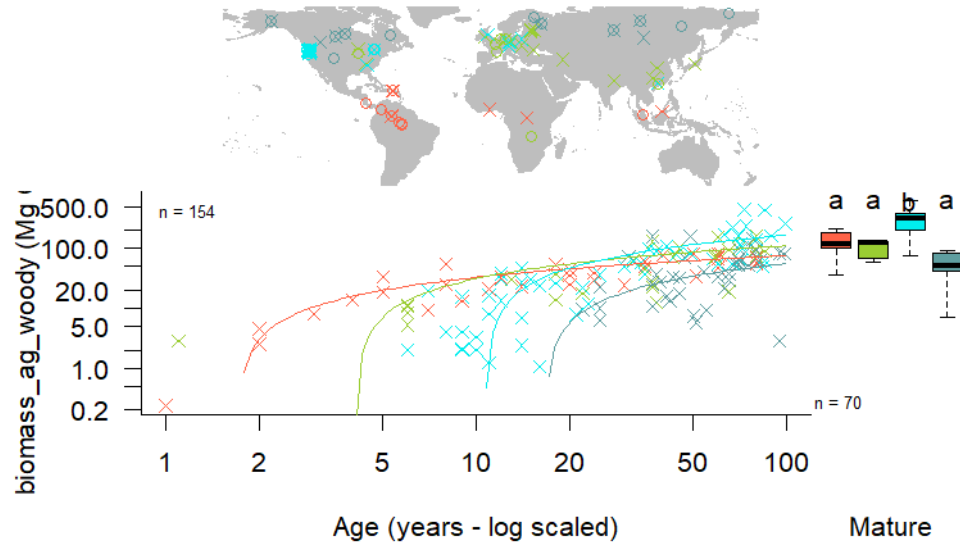 biomass_ag_woody (Mg
500.0
100.0
20.0
5.0
1.0
0.2
n = 154
1 2 5 10 20 50 100
Age (years - log scaled)
a a b a
n = 70
Mature